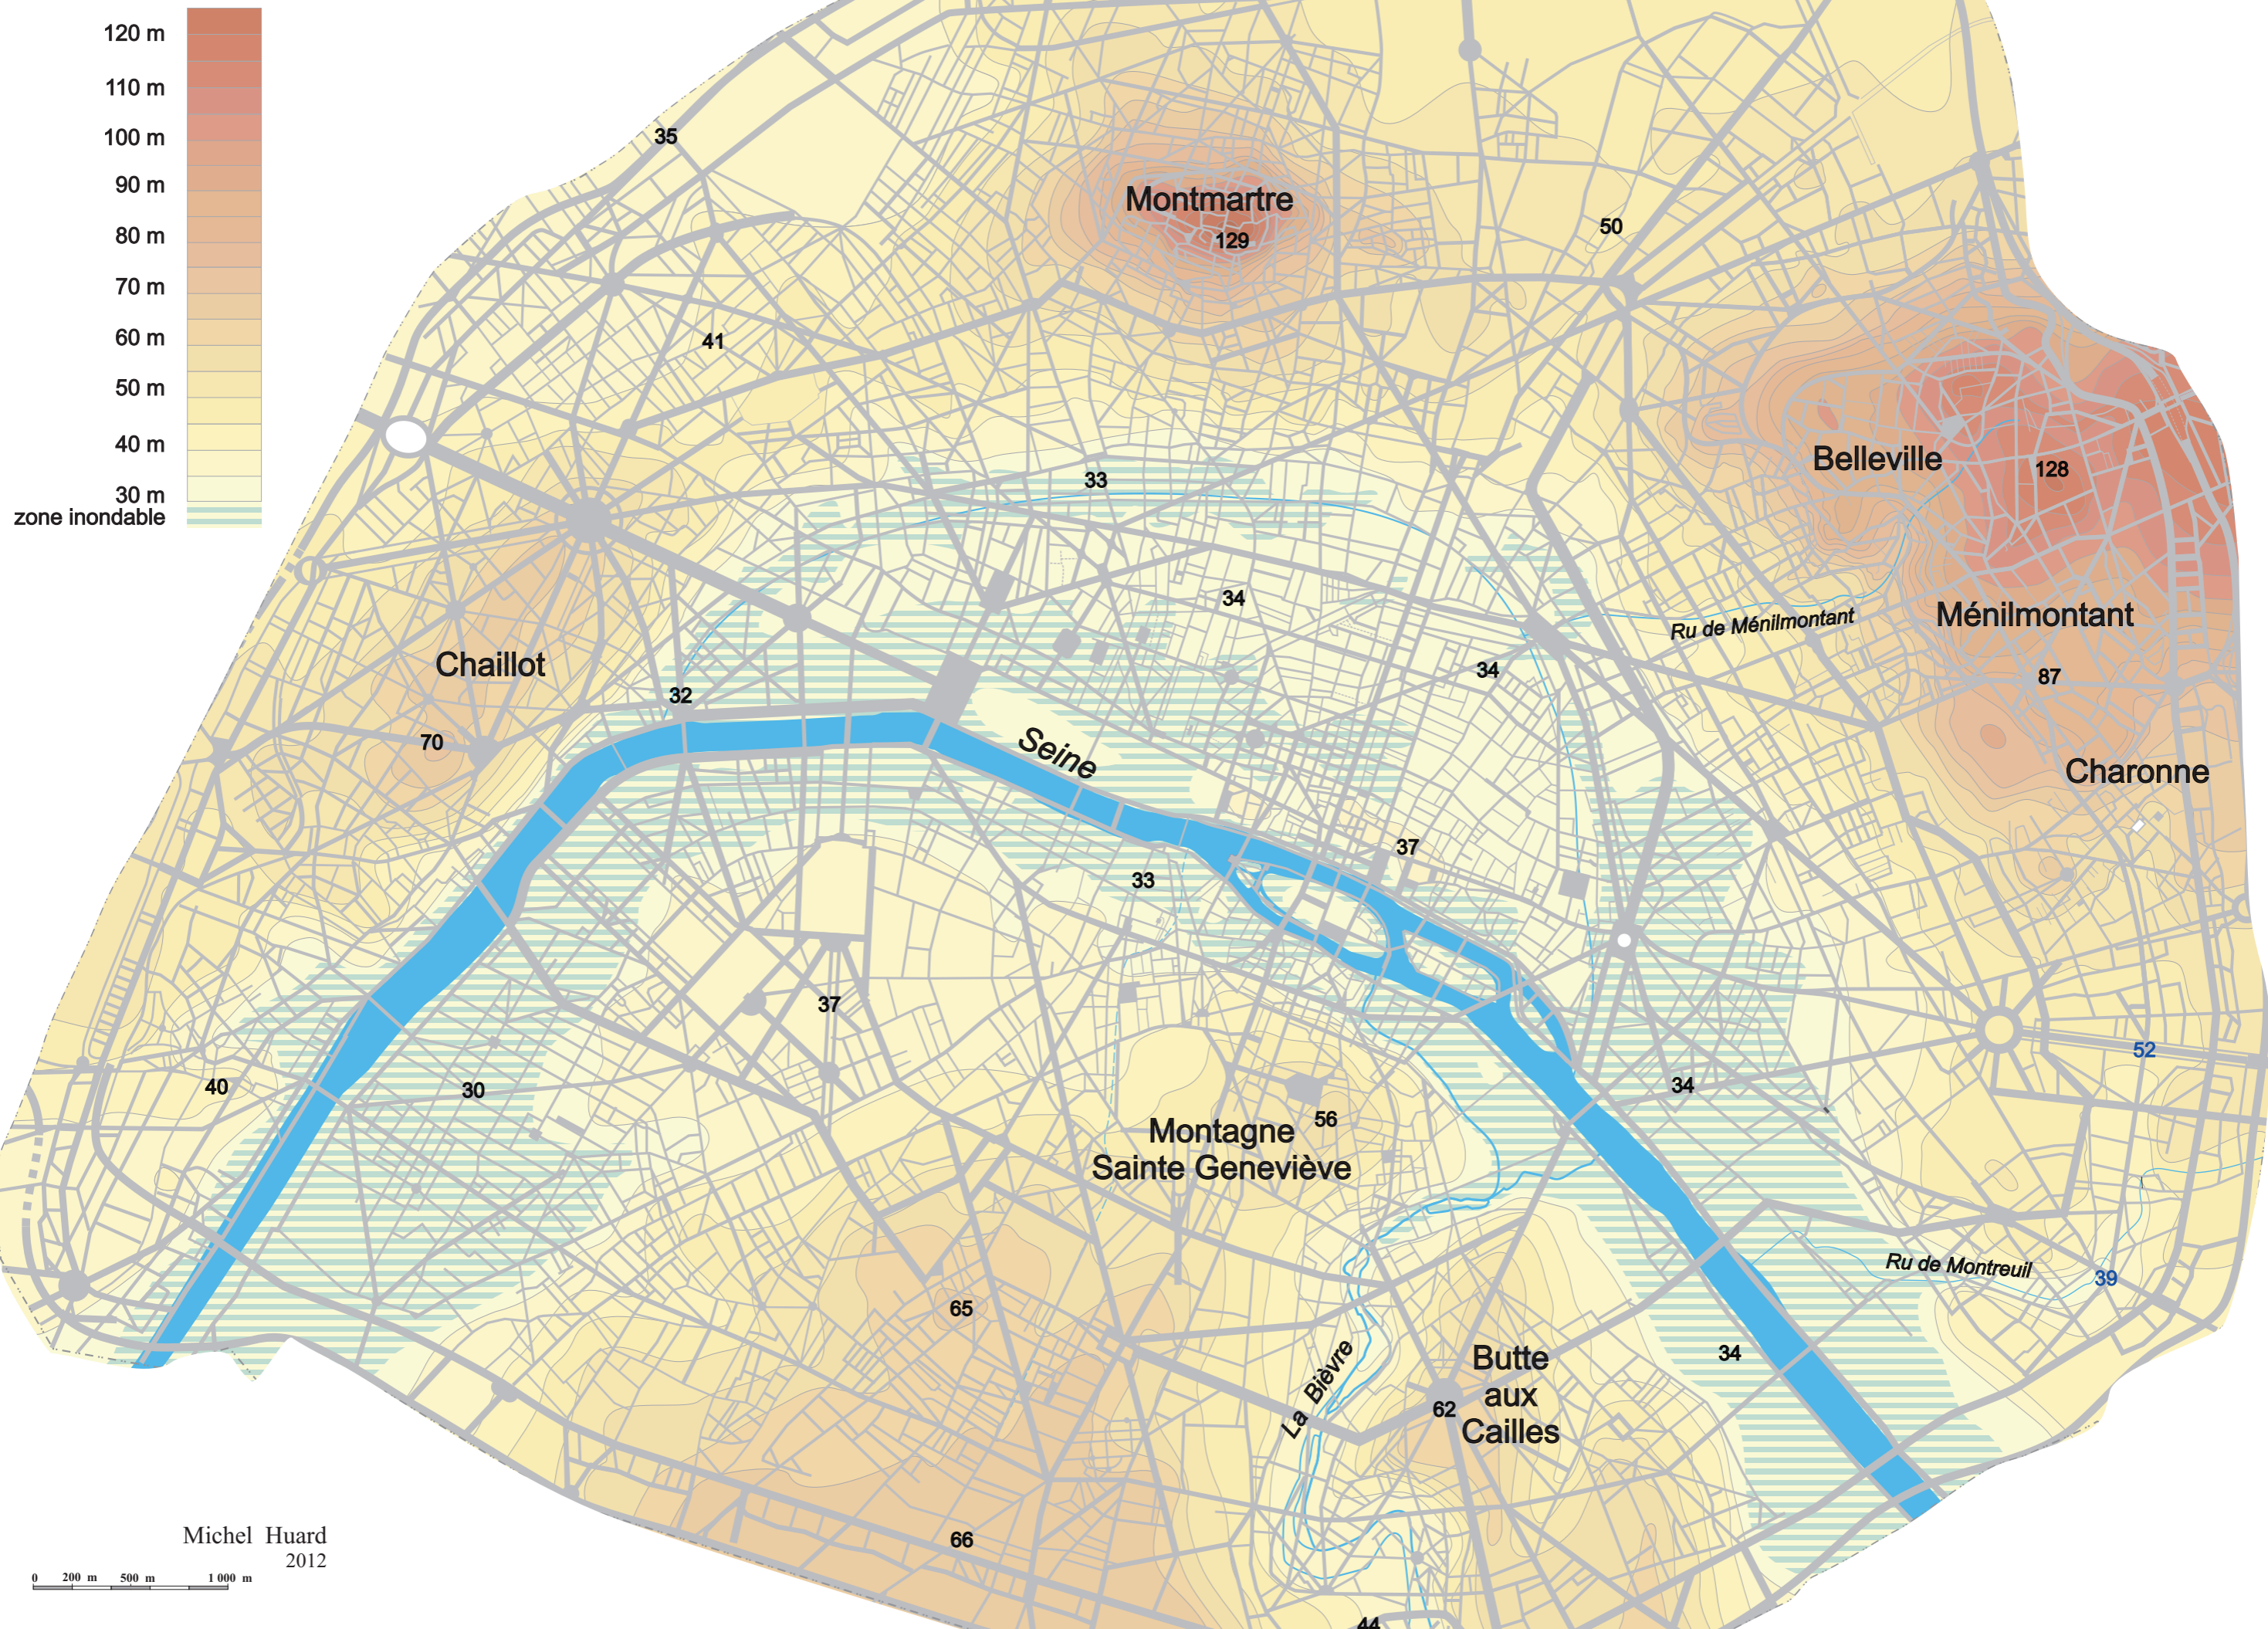 120 m
110 m
100 m
90 m
80 m
70 m
60 m
50 m
40 m
30 m
zone inondable
35
Montmartre
129
50
41
33
Belleville
128
34
Ru de Ménilmontant
Ménilmontant
Chaillot
34
87
32
70
Seine
Charonne
37
33
37
52
40
30
34
56
Montagne
Sainte Geneviève
Ru de Montreuil
39
65
La Bièvre
34
Butte
aux
Cailles
62
66
44
Michel Huard
2012
0 200 m 500 m 1 000 m